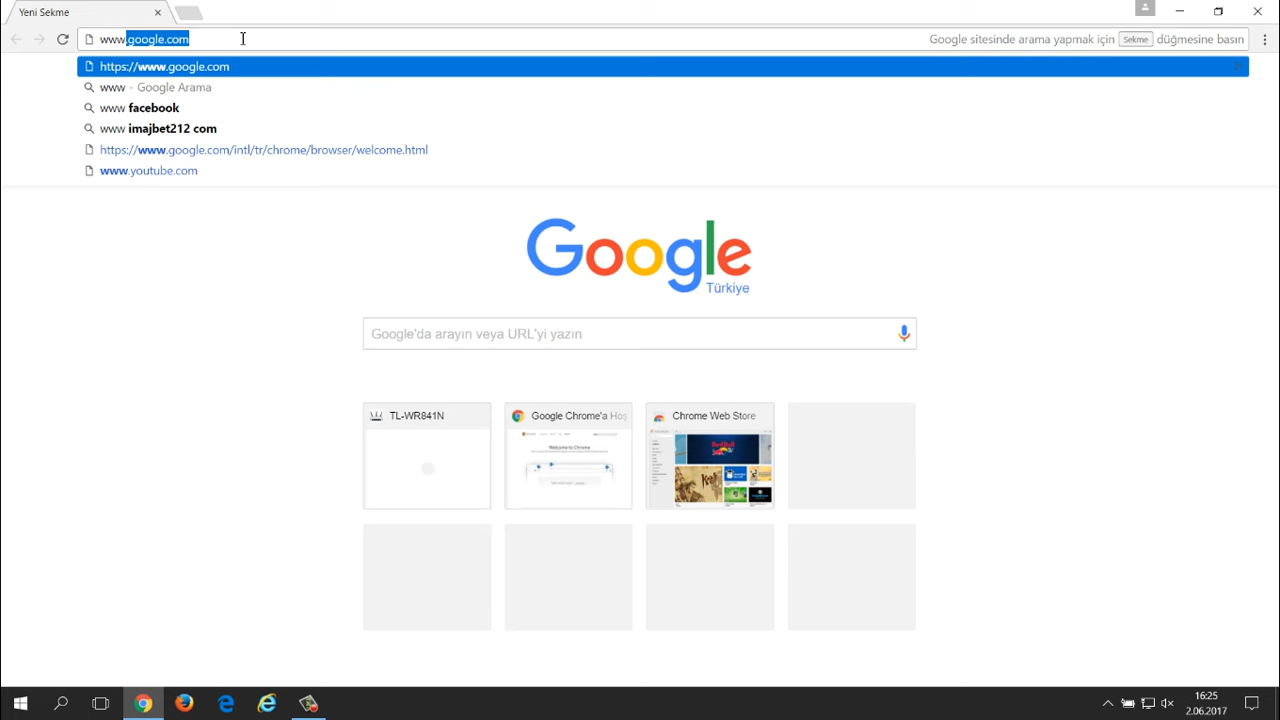 Yeni Sekme
www.google.com
Google sitesinde arama yapmak için Sekme düğmesine basın
https://www.google.com
www - Google Arama
www facebook
www imajbet212 com
https://www.google.com/intl/tr/chrome/browser/welcome.html
www.youtube.com
Google
Türkiye
Google'da arayın veya URL'yi yazın
TL-WR841N
Google Chrome'a Hoş
Chrome Web Store
Welcome to Chrome
16:25
2.06.2017